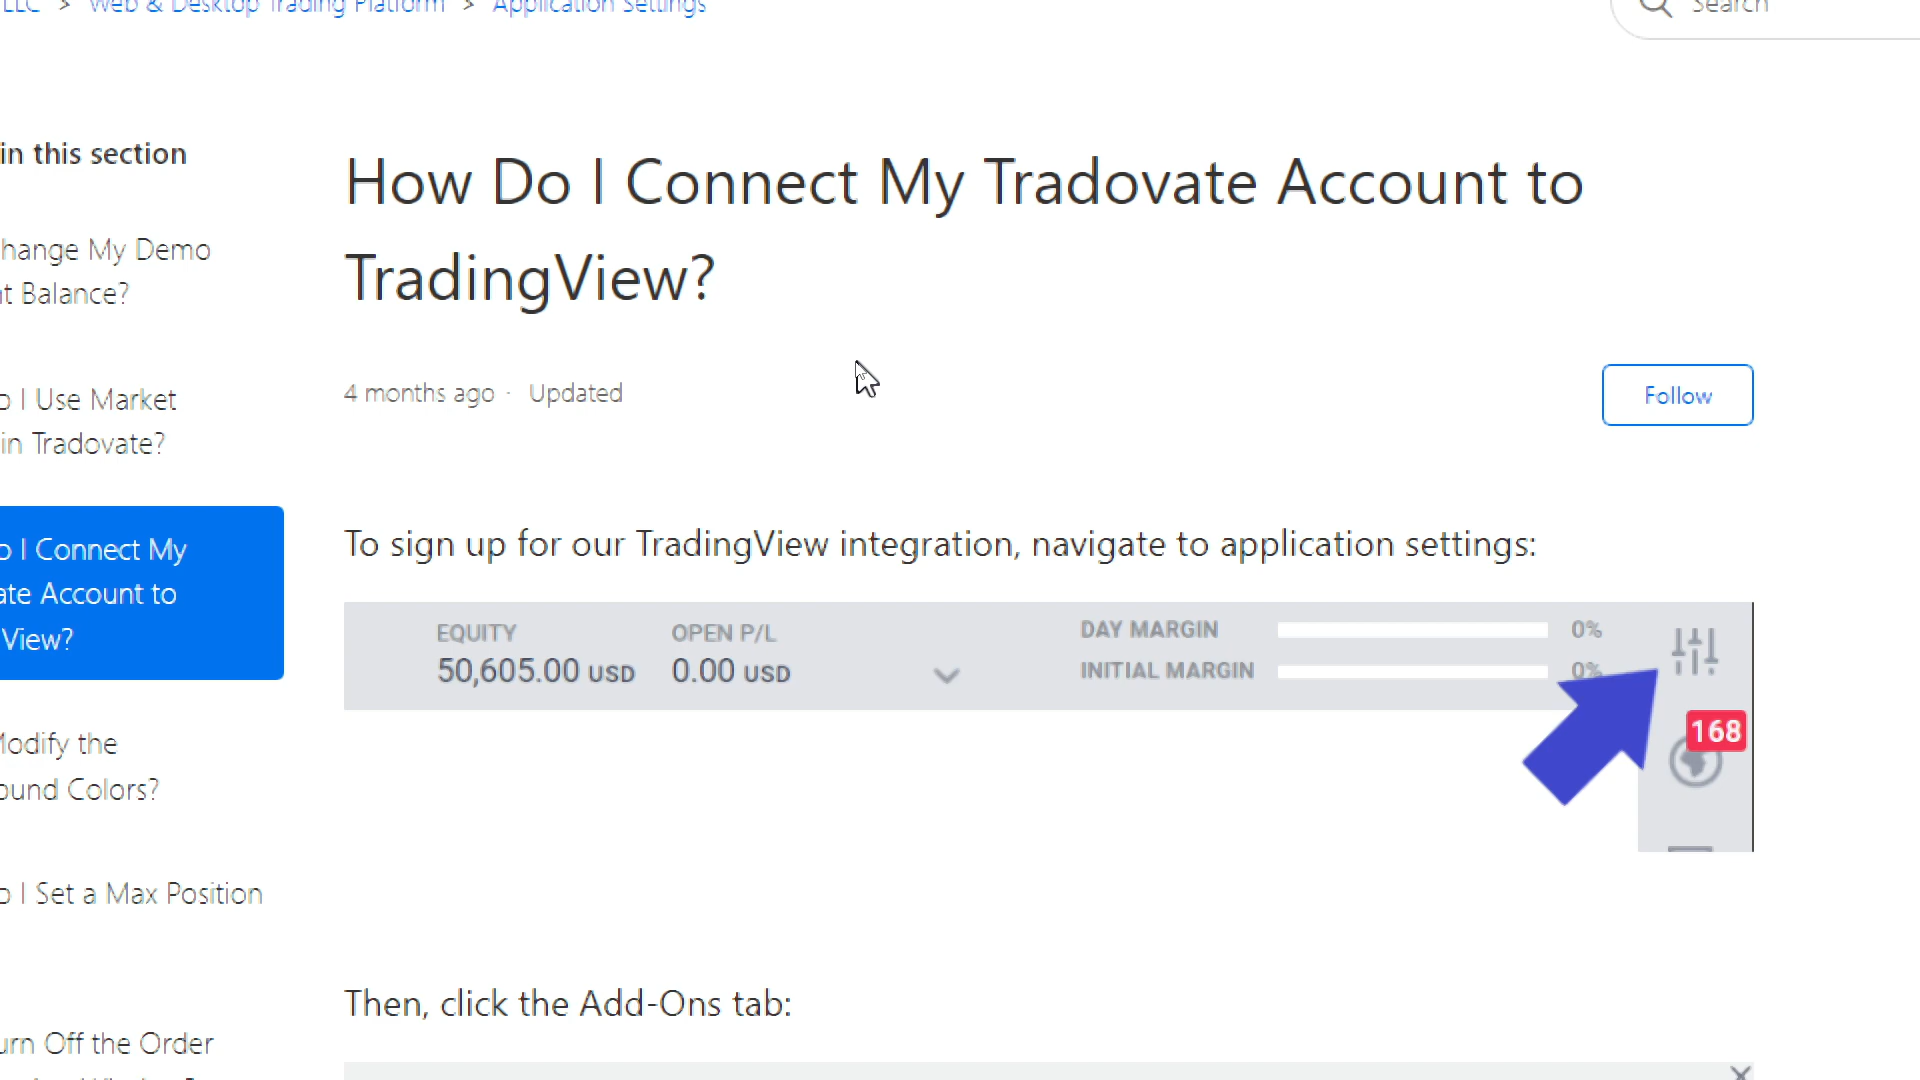 LLC > Web & Desktop Trading Platform > Application Settings
Search
in this section
How Do I Connect My Tradovate Account to
TradingView?
hange My Demo
t Balance?
4 months ago · Updated
Follow
o I Use Market
in Tradovate?
o I Connect My
ate Account to
View?
To sign up for our TradingView integration, navigate to application settings:
EQUITY
50,605.00 USD
OPEN P/L
0.00 USD
DAY MARGIN 0%
INITIAL MARGIN 0%
168
Modify the
ound Colors?
o I Set a Max Position
Then, click the Add-Ons tab:
urn Off the Order